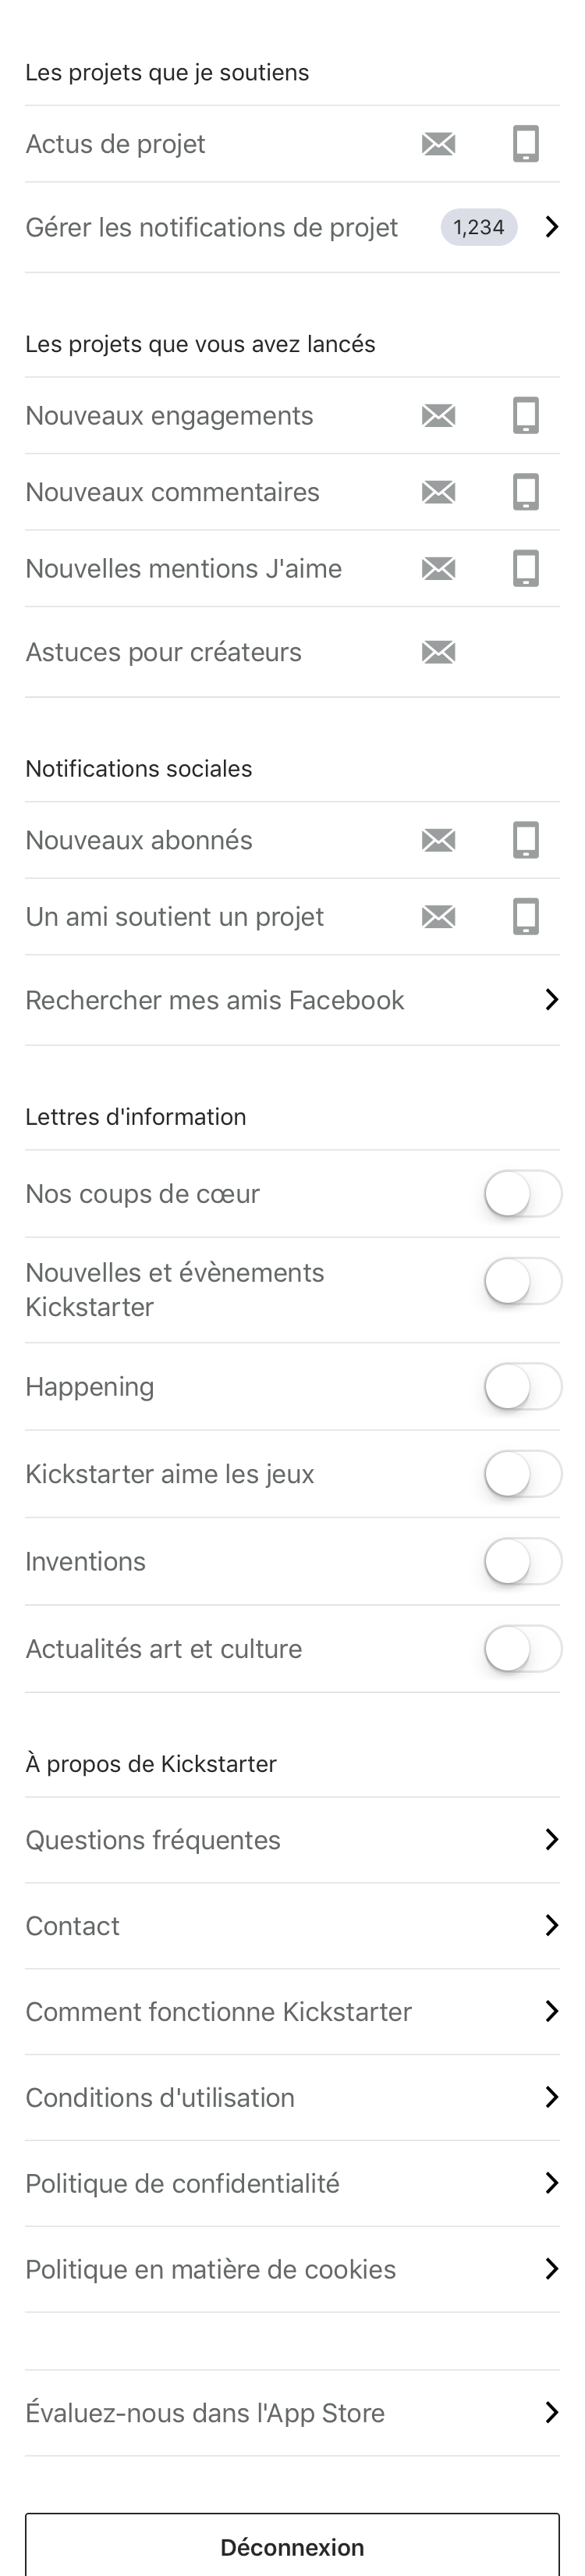 Les projets que je soutiens
Actus de projet
Gérer les notifications de projet 1,234
Les projets que vous avez lancés
Nouveaux engagements
Nouveaux commentaires
Nouvelles mentions J'aime
Astuces pour créateurs
Notifications sociales
Nouveaux abonnés
Un ami soutient un projet
Rechercher mes amis Facebook
Lettres d'information
Nos coups de cœur
Nouvelles et évènements
Kickstarter
Happening
Kickstarter aime les jeux
Inventions
Actualités art et culture
À propos de Kickstarter
Questions fréquentes
Contact
Comment fonctionne Kickstarter
Conditions d'utilisation
Politique de confidentialité
Politique en matière de cookies
Évaluez-nous dans l'App Store
Déconnexion